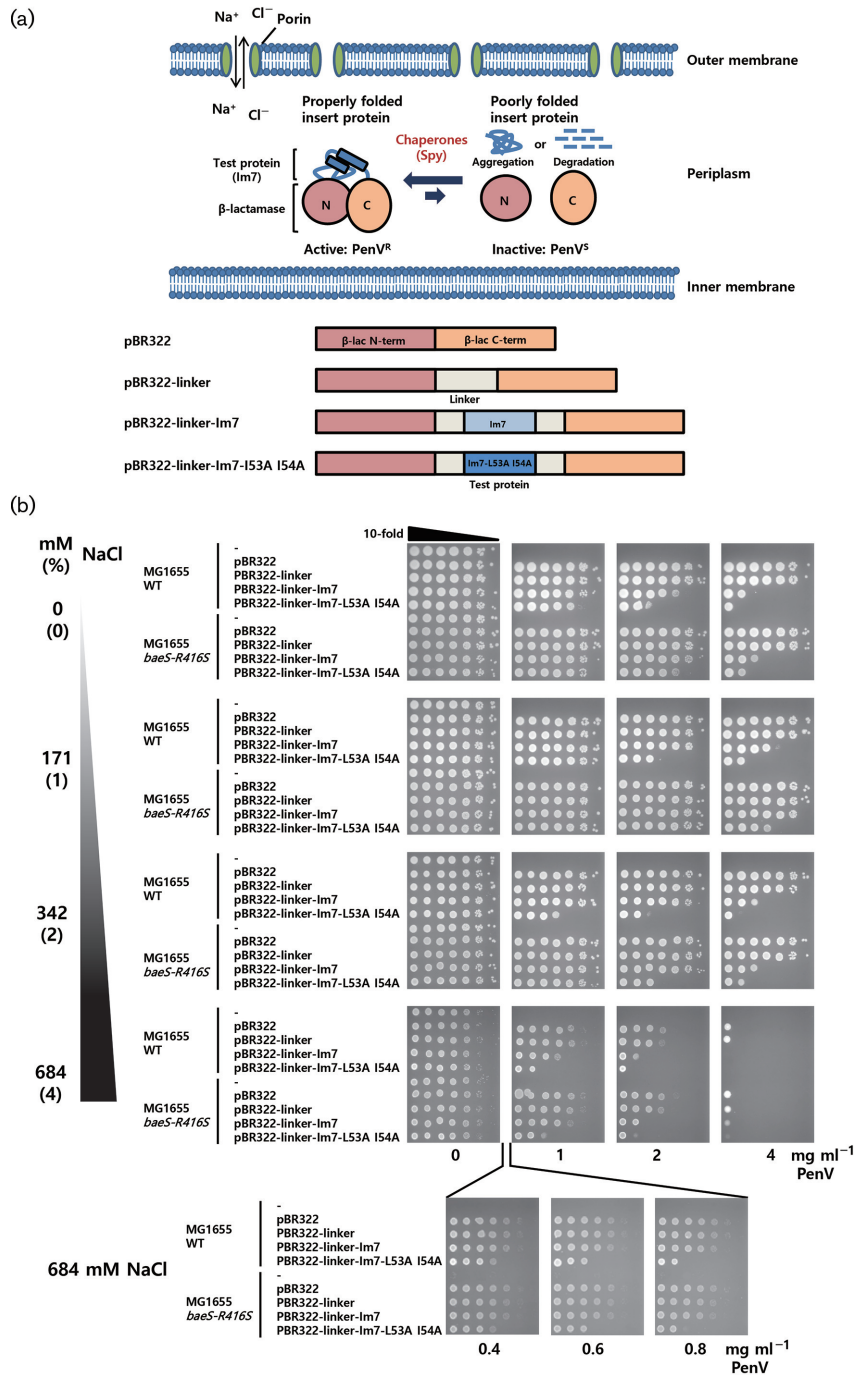 (a)
Na+ Cl− Porin
Outer membrane
Na+ Cl−
Properly folded insert protein
Poorly folded insert protein
Chaperones (Spy)
or
Aggregation Degradation
Test protein (Im7)
Periplasm
β-lactamase
N C N C
Active: PenVR Inactive: PenVS
Inner membrane
pBR322 β-lac N-term β-lac C-term
pBR322-linker
Linker
pBR322-linker-Im7 Im7
pBR322-linker-Im7-I53A I54A Im7-L53A I54A
Test protein
(b)
mM (%) NaCl
10-fold
0 (0)
MG1655 WT
-
pBR322
PBR322-linker
PBR322-linker-Im7
PBR322-linker-Im7-L53A I54A
MG1655 baeS-R416S
-
pBR322
PBR322-linker
PBR322-linker-Im7
PBR322-linker-Im7-L53A I54A
171 (1)
MG1655 WT
-
pBR322
PBR322-linker
PBR322-linker-Im7
PBR322-linker-Im7-L53A I54A
MG1655 baeS-R416S
-
pBR322
pBR322-linker
pBR322-linker-Im7
pBR322-linker-Im7-L53A I54A
342 (2)
MG1655 WT
-
pBR322
pBR322-linker
pBR322-linker-Im7
pBR322-linker-Im7-L53A I54A
MG1655 baeS-R416S
-
pBR322
pBR322-linker
pBR322-linker-Im7
pBR322-linker-Im7-L53A I54A
684 (4)
MG1655 WT
-
pBR322
pBR322-linker
pBR322-linker-Im7
pBR322-linker-Im7-L53A I54A
MG1655 baeS-R416S
-
pBR322
pBR322-linker
pBR322-linker-Im7
pBR322-linker-Im7-L53A I54A
0 1 2 4 mg ml−1 PenV
684 mM NaCl
MG1655 WT
-
pBR322
PBR322-linker
PBR322-linker-Im7
PBR322-linker-Im7-L53A I54A
MG1655 baeS-R416S
-
pBR322
PBR322-linker
PBR322-linker-Im7
PBR322-linker-Im7-L53A I54A
0.4 0.6 0.8 mg ml−1 PenV